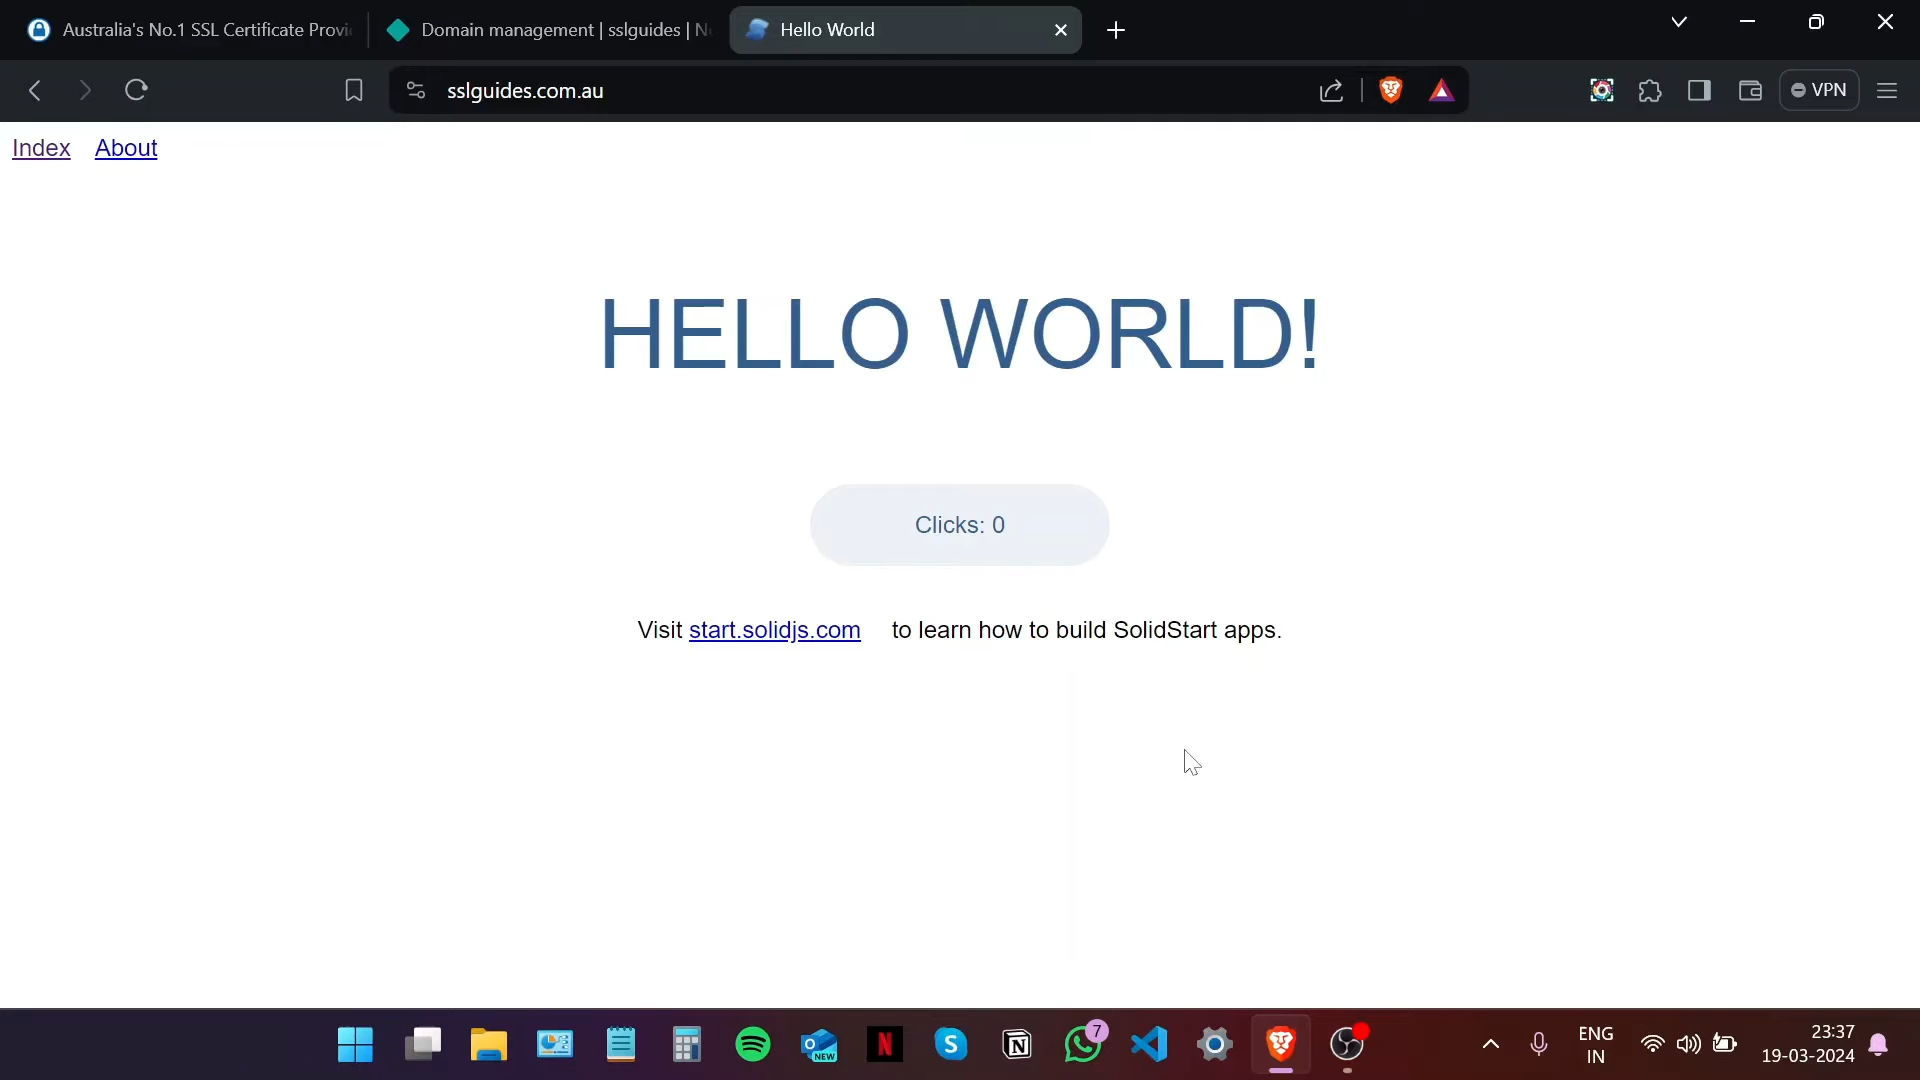 Australia's No.1 SSL Certificate Provi
Domain management | sslguides | N
Hello World
sslguides.com.au
VPN
Index About
HELLO WORLD!
Clicks: 0
Visit start.solidjs.com to learn how to build SolidStart apps.
NEW
N
S
7
ENG
IN
23:37
19-03-2024